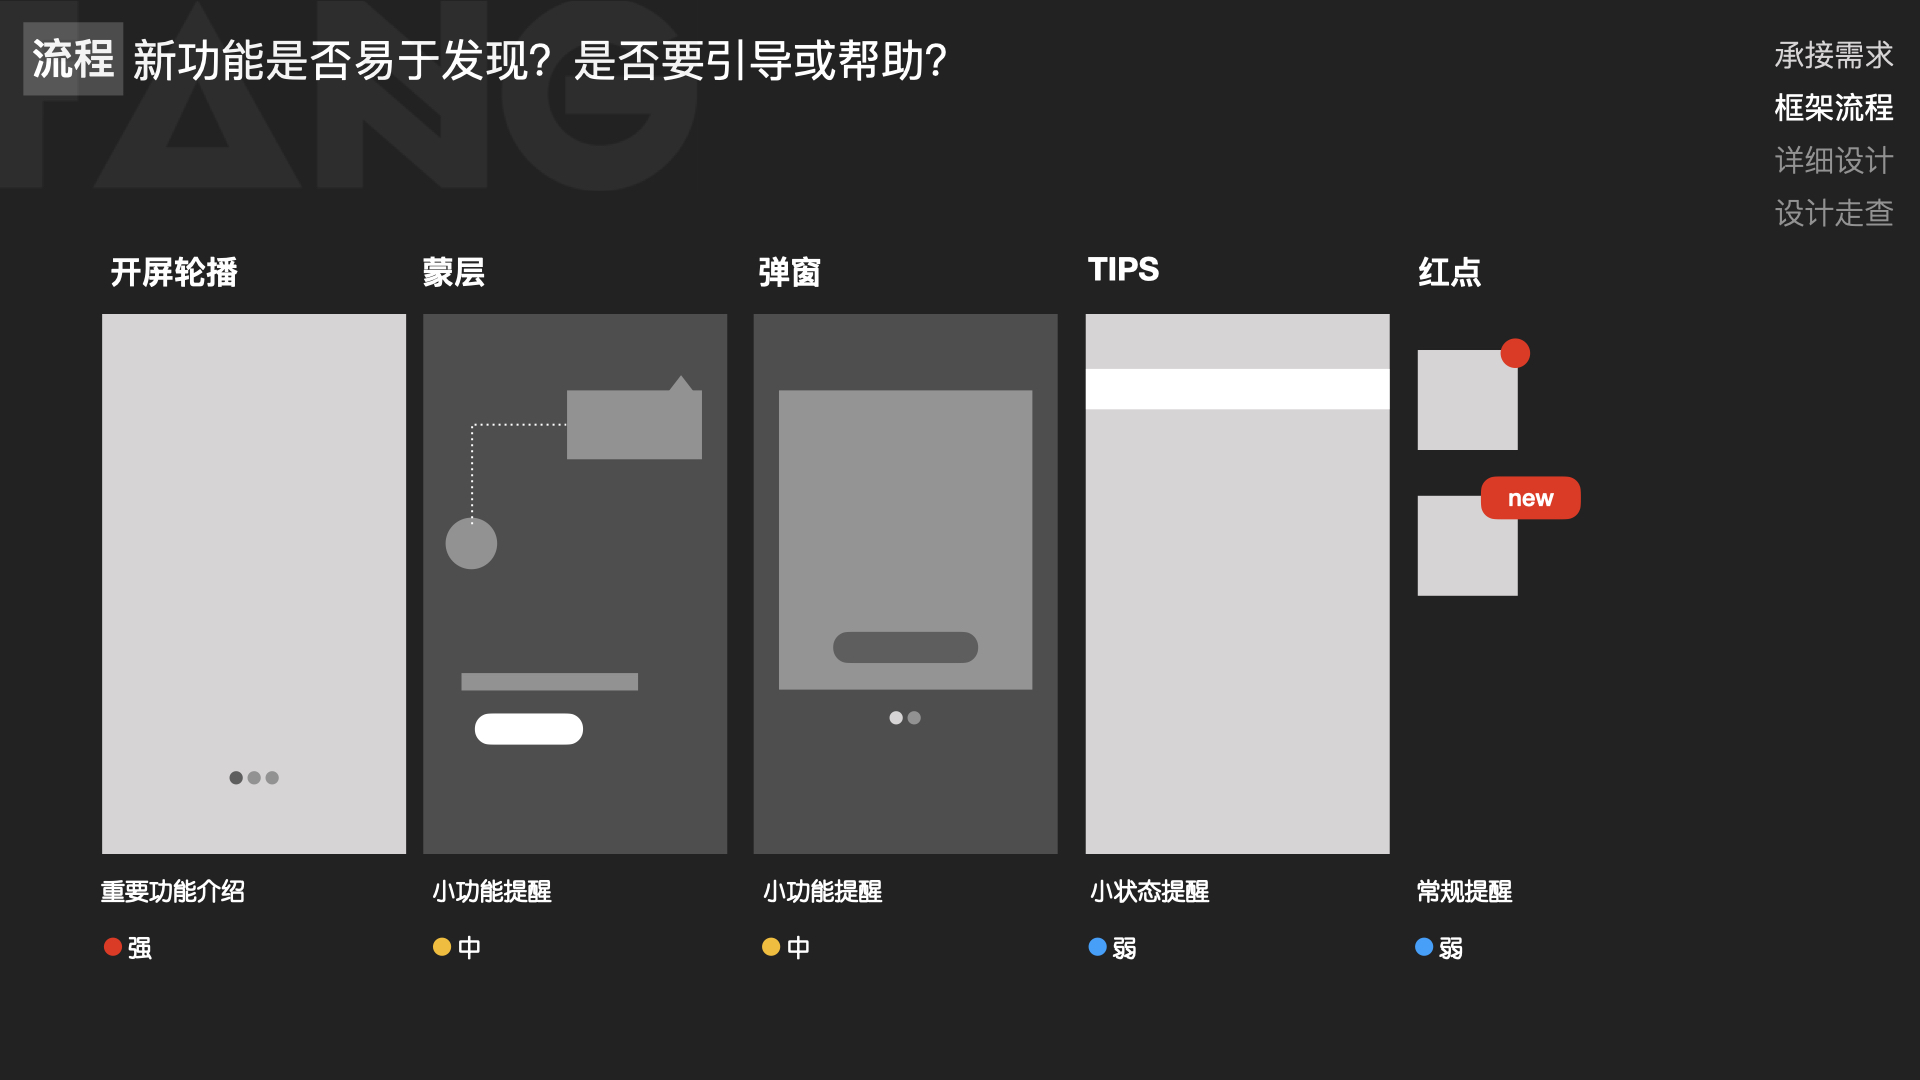 TANG
流程 新功能是否易于发现？是否要引导或帮助？
承接需求
框架流程
详细设计
设计走查
开屏轮播
蒙层
弹窗
TIPS
红点
new
重要功能介绍
小功能提醒
小功能提醒
小状态提醒
常规提醒
强
中
中
弱
弱